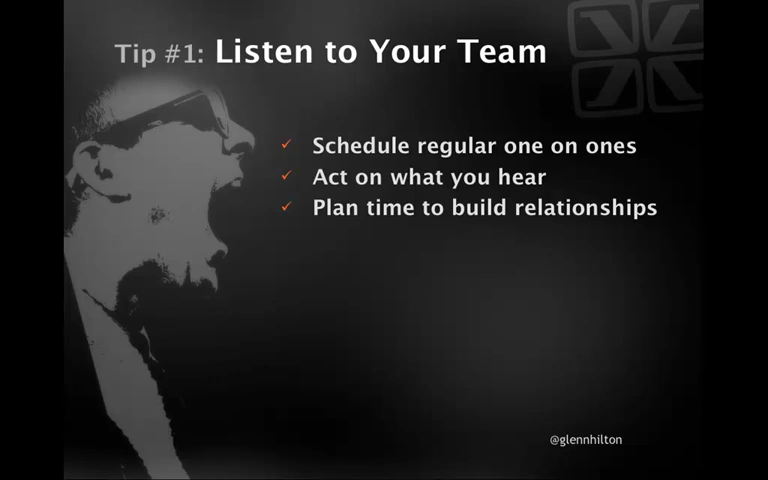 Tip #1: Listen to Your Team
Schedule regular one on ones
Act on what you hear
Plan time to build relationships
@glennhilton